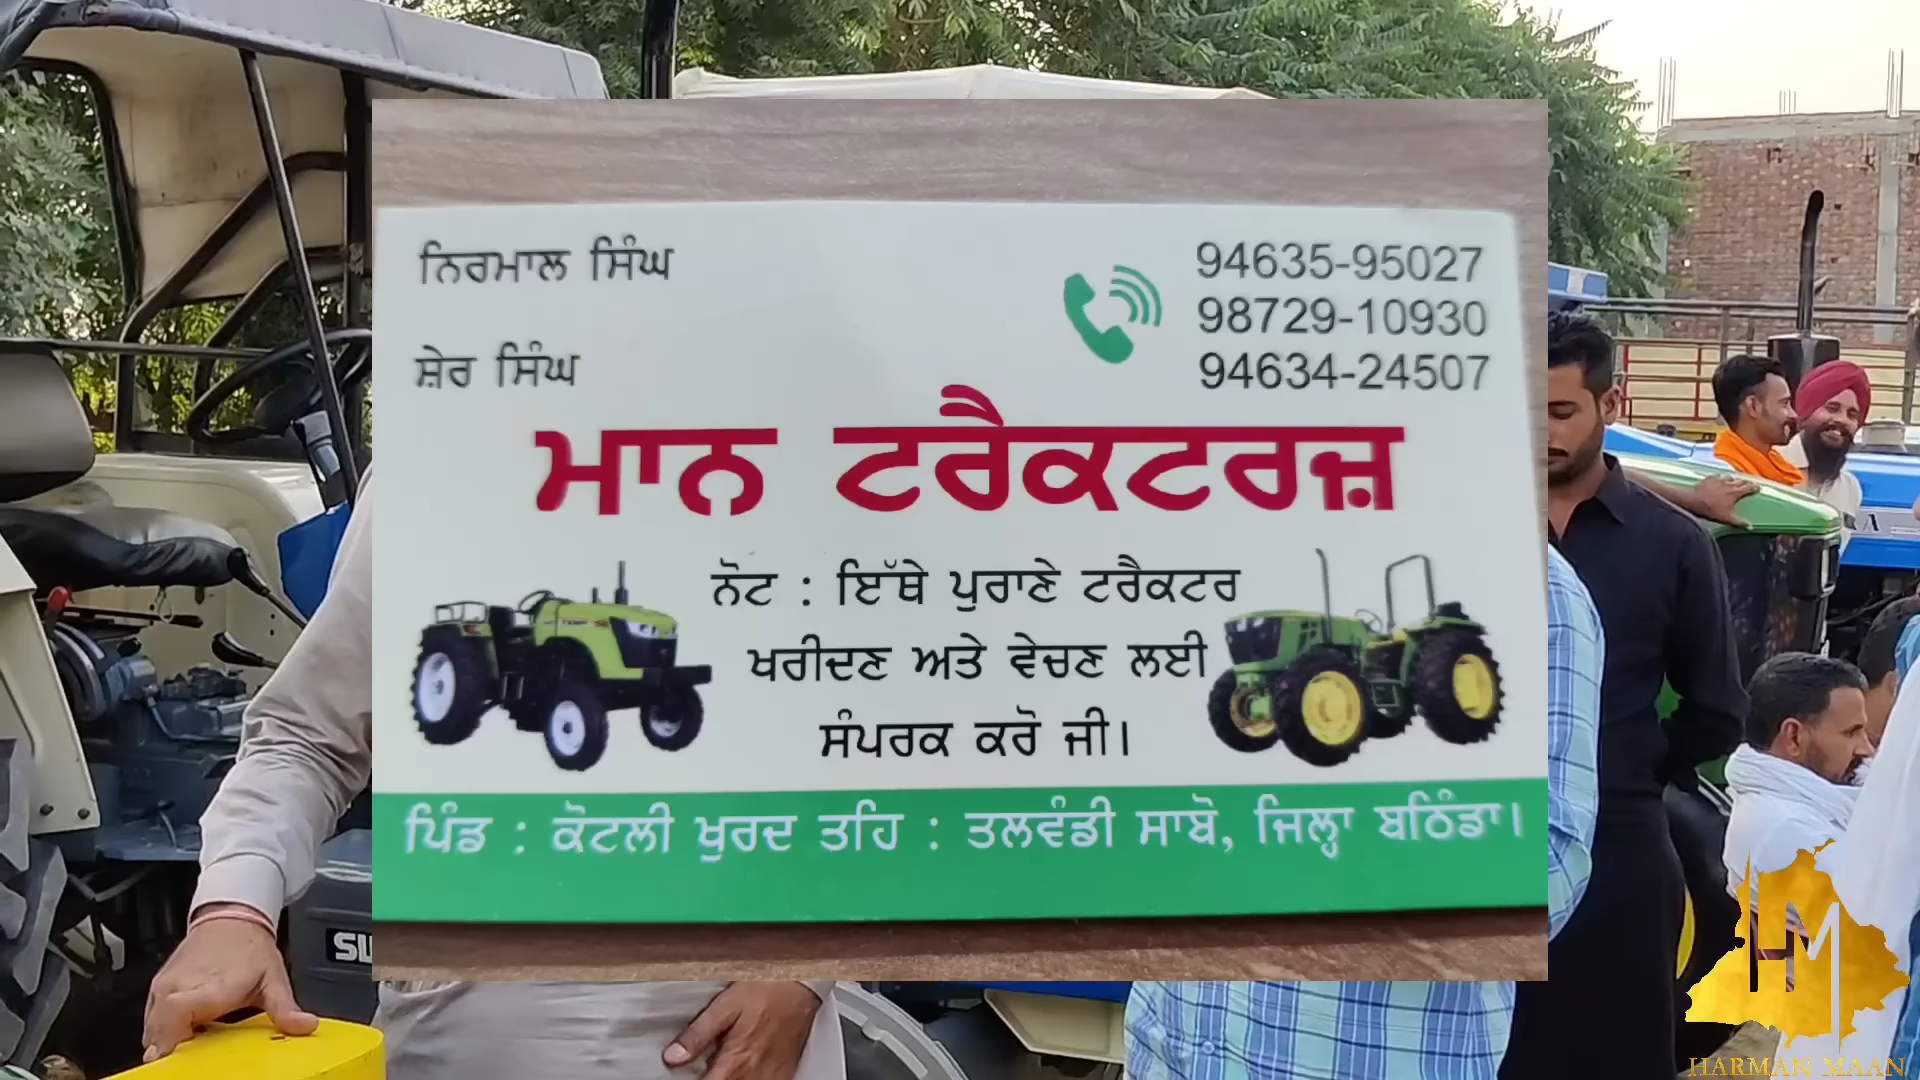 ਨਿਰਮਾਲ ਸਿੰਘ
ਸ਼ੇਰ ਸਿੰਘ
94635-95027
98729-10930
94634-24507
ਮਾਨ ਟਰੈਕਟਰਜ਼
ਨੋਟ : ਇੱਥੇ ਪੁਰਾਣੇ ਟਰੈਕਟਰ
ਖਰੀਦਣ ਅਤੇ ਵੇਚਣ ਲਈ
ਸੰਪਰਕ ਕਰੋ ਜੀ।
ਪਿੰਡ : ਕੋਟਲੀ ਖੁਰਦ ਤਹਿ : ਤਲਵੰਡੀ ਸਾਬੋ, ਜਿਲ੍ਹਾ ਬਠਿੰਡਾ।
HM
HARMAN MAAN